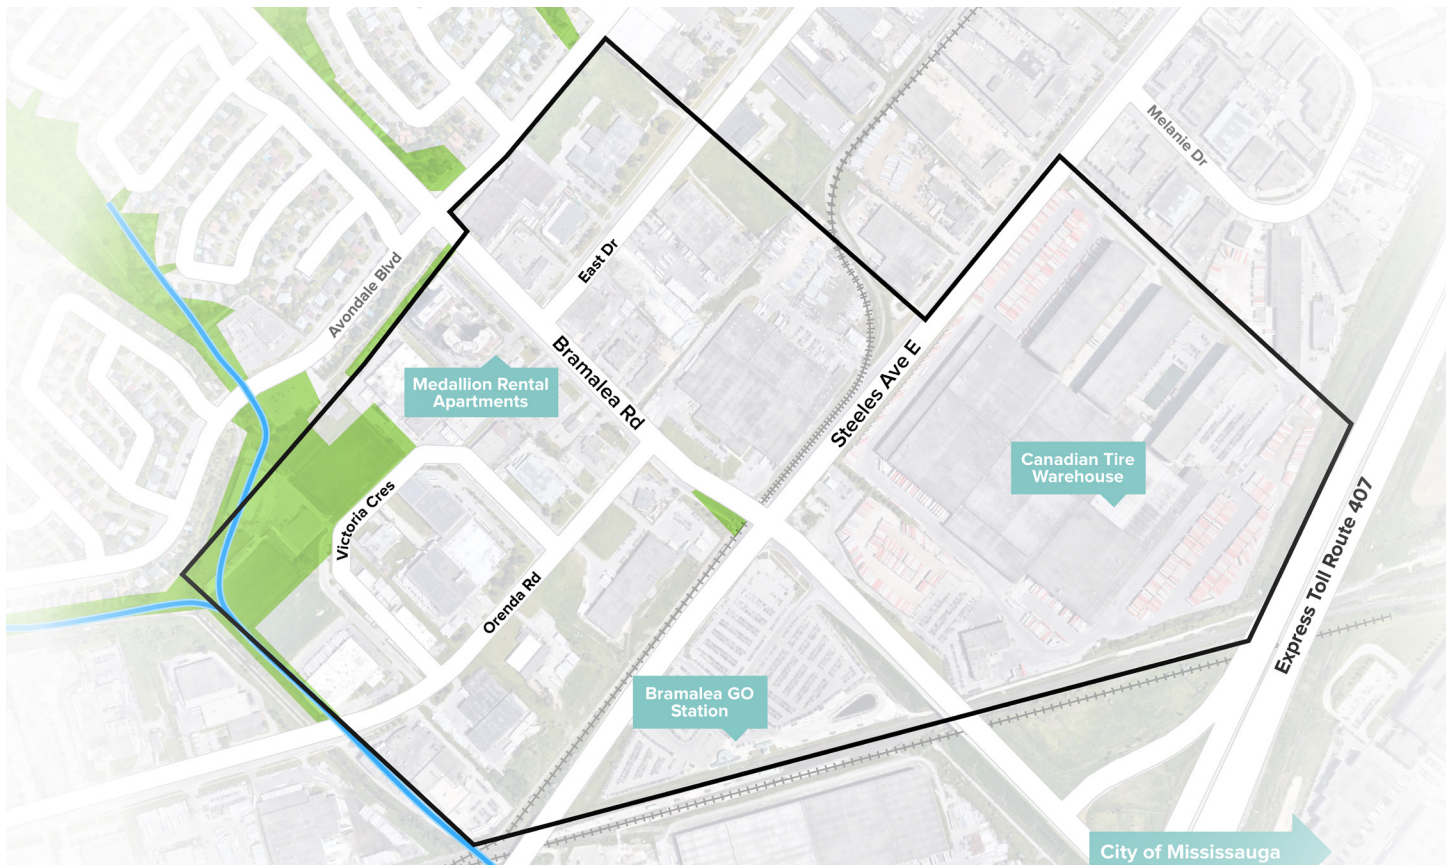 Melanie Dr
East Dr
Avondale Blvd
Bramalea Rd
Medallion Rental
Apartments
Steeles Ave E
Canadian Tire
Warehouse
Victoria Cres
Express Toll Route 407
Orenda Rd
Bramalea GO
Station
City of Mississauga